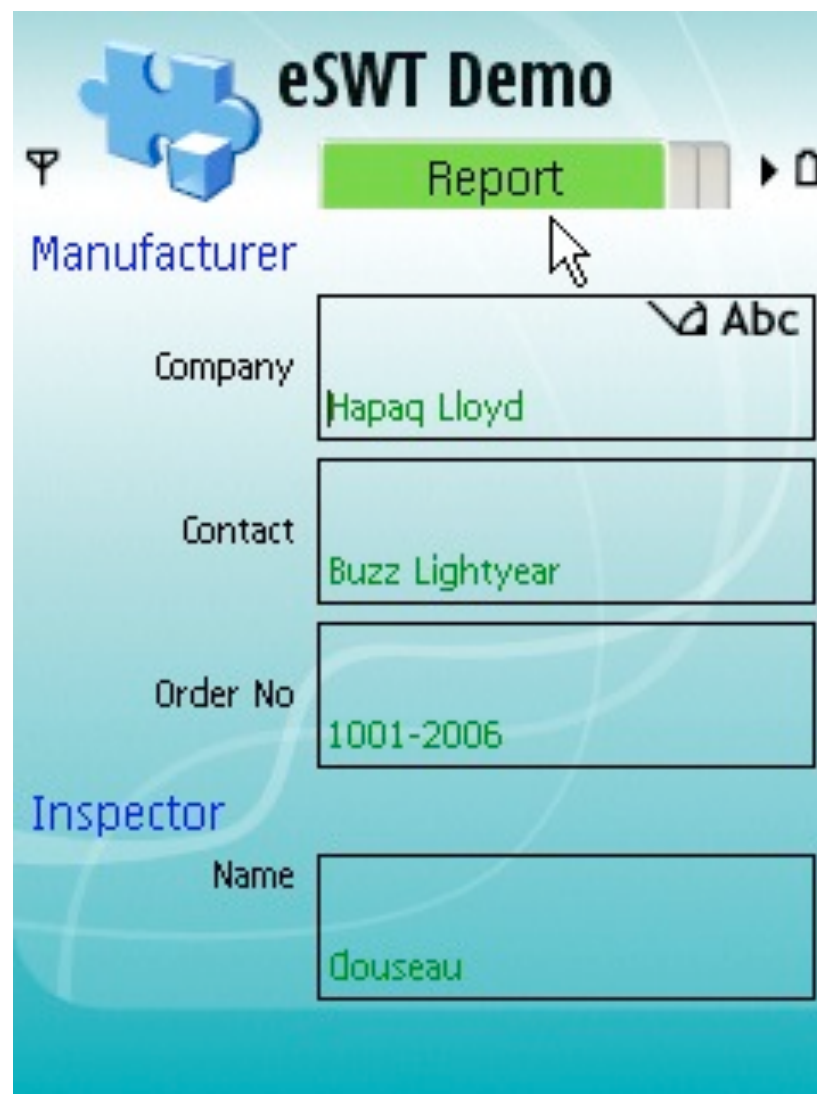 eSWT Demo
Report
Manufacturer
Abc
Company
Hapaq Lloyd
Contact
Buzz Lightyear
Order No
1001-2006
Inspector
Name
Clouseau